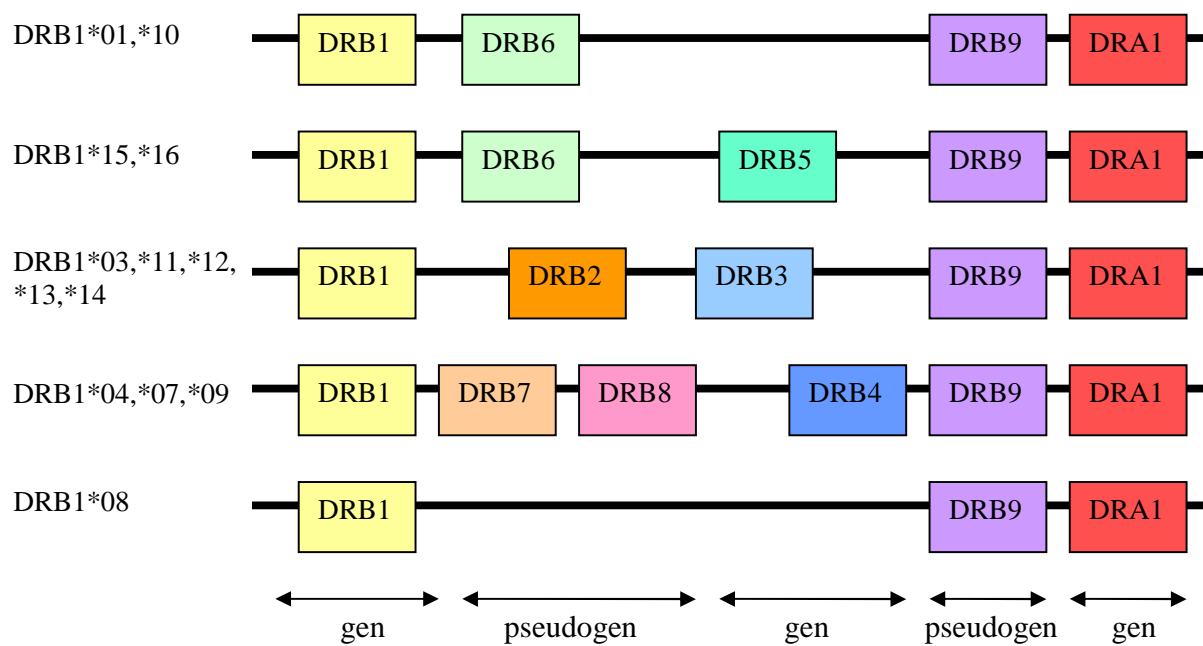 DRB1*01,*10
DRB1 DRB6 DRB9 DRA1
DRB1*15,*16
DRB1 DRB6 DRB5 DRB9 DRA1
DRB1*03,*11,*12,
*13,*14
DRB1 DRB2 DRB3 DRB9 DRA1
DRB1*04,*07,*09
DRB1 DRB7 DRB8 DRB4 DRB9 DRA1
DRB1*08
DRB1 DRB9 DRA1
gen pseudogen gen pseudogen gen